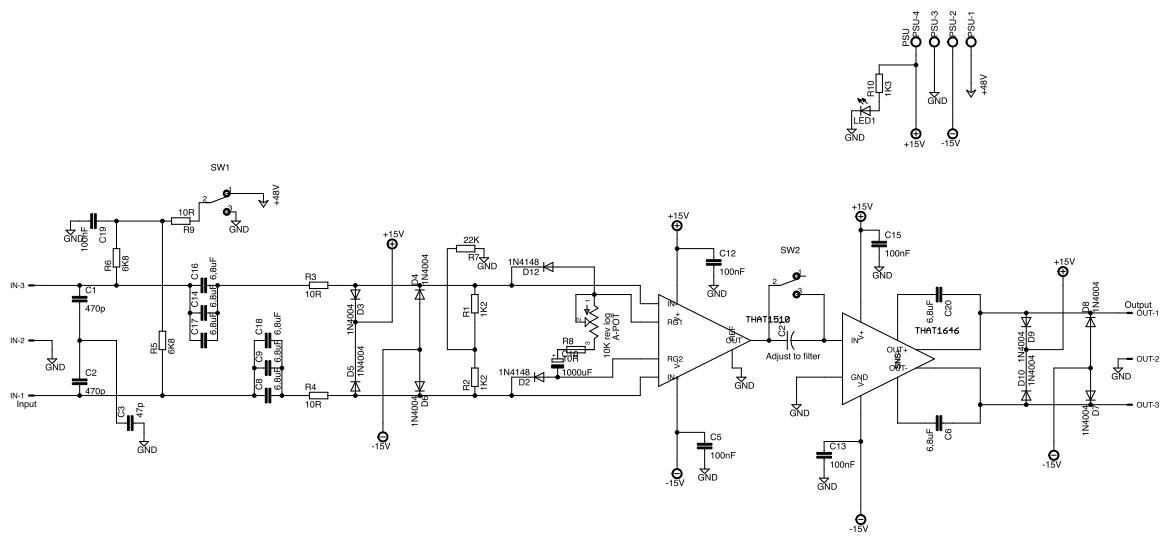 PSU
PSU-4
PSU-3
PSU-2
PSU-1
R10
1K3
LED1
GND
GND
+48V
+15V
-15V
SW1
1
2
3
+48V
GND
10R
R9
GND
100nF
C19
R6
6K8
C16
6.8uF
C14
6.8uF
C17
6.8uF
C18
6.8uF
C9
6.8uF
C8
6.8uF
IN-3
IN-2
IN-1
Input
GND
C1
470p
C2
470p
C3
47p
GND
R5
6K8
R3
10R
R4
10R
+15V
-15V
1N4004
D3
D4
1N4004
D5
1N4004
1N4004
D6
22K
R7
GND
R1
1K2
R2
1K2
1N4148
D12
1N4148
D2
1
2
3
10K rev log
A-POT
R8
10R
1000uF
+15V
C12
100nF
GND
IN-
V+
RG1
THAT1510
REF
OUT
RG2
V-
IN
GND
C5
100nF
GND
-15V
SW2
1
2
3
C2
Adjust to filter
+15V
C15
100nF
GND
IN
V+
THAT1646
OUT+
SNS
OUT-
GND
V-
GND
C13
100nF
GND
-15V
6.8uF
C20
6.8uF
C6
+15V
-15V
1N4004
D9
D8
1N4004
D10
1N4004
1N4004
D7
Output
OUT-1
OUT-2
GND
OUT-3